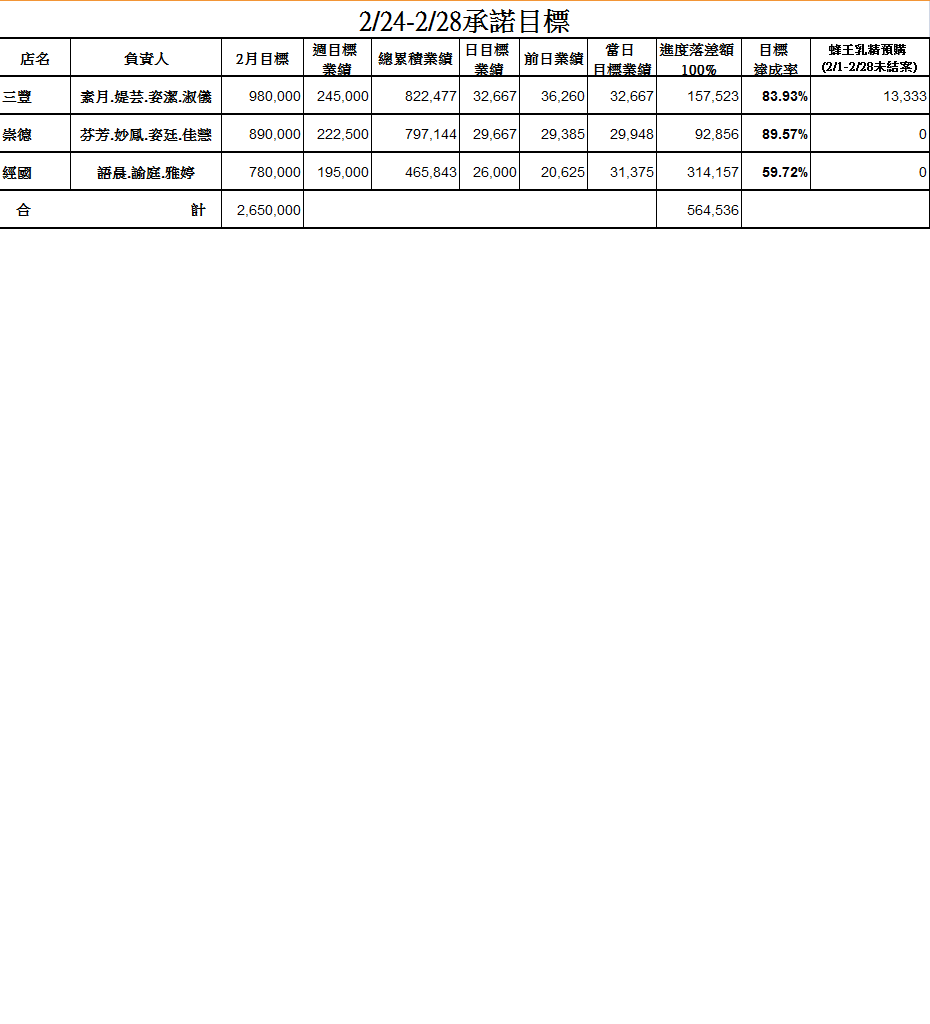 2/24-2/28承諾目標
店名 負責人 2月目標 週目標業績 總累積業績 日目標業績 前日業績 當日目標業績 進度落差額100% 目標達成率 蜂王乳精預購(2/1-2/28未結案)
三豐 素月.媞芸.姿潔.淑儀 980,000 245,000 822,477 32,667 36,260 32,667 157,523 83.93% 13,333
崇德 芬芳.妙鳳.姿廷.佳慧 890,000 222,500 797,144 29,667 29,385 29,948 92,856 89.57% 0
經國 語晨.諭庭.雅婷 780,000 195,000 465,843 26,000 20,625 31,375 314,157 59.72% 0
合計 2,650,000 564,536